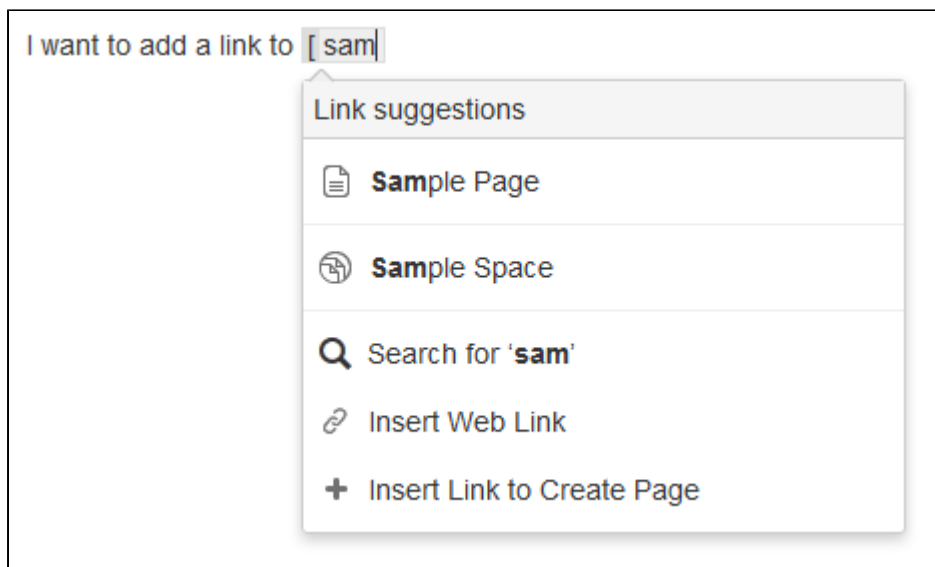 I want to add a link to [ sam
Link suggestions
Sample Page
Sample Space
Search for ‘sam’
Insert Web Link
Insert Link to Create Page